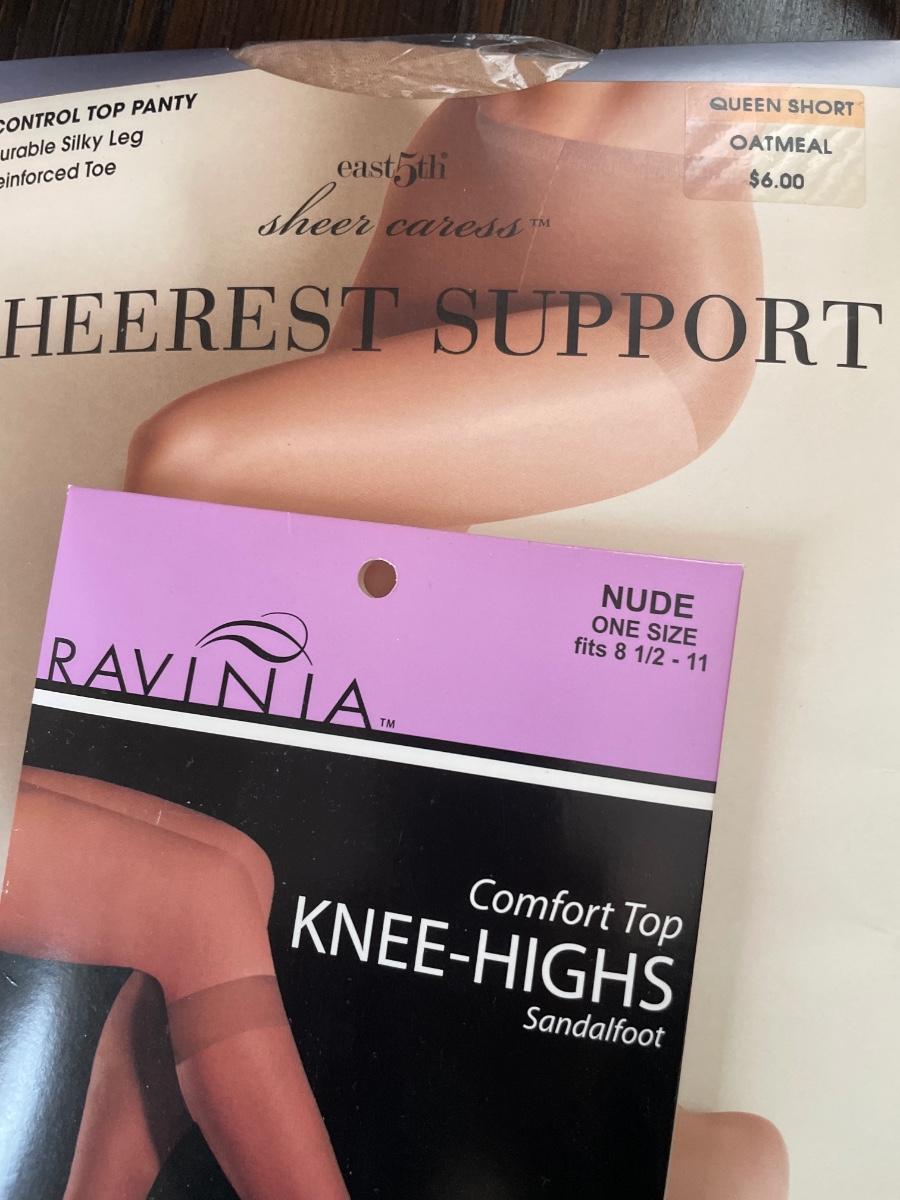 CONTROL TOP PANTY
urable Silky Leg
einforced Toe
QUEEN SHORT
OATMEAL
$6.00
east5th
sheer caress™
HEEREST SUPPORT
NUDE
ONE SIZE
fits 8 1/2 - 11
RAVINIA™
Comfort Top
KNEE-HIGHS
Sandalfoot